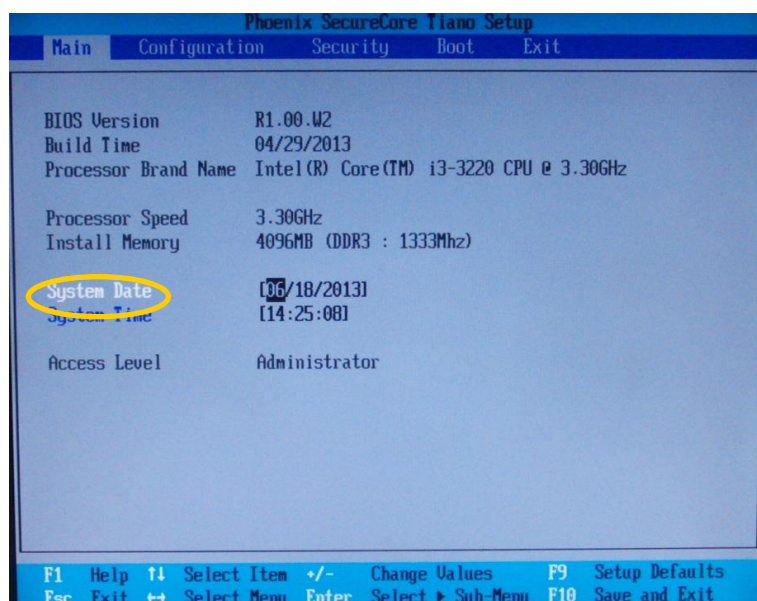 Phoenix SecureCore Tiano Setup
Main Configuration Security Boot Exit
BIOS Version R1.00.W2
Build Time 04/29/2013
Processor Brand Name Intel(R) Core(TM) i3-3220 CPU @ 3.30GHz
Processor Speed 3.30GHz
Install Memory 4096MB (DDR3 : 1333Mhz)
System Date [06/18/2013]
System Time [14:25:08]
Access Level Administrator
F1 Help ↑↓ Select Item +/- Change Values F9 Setup Defaults
Esc Exit ↔ Select Menu Enter Select ▶ Sub-Menu F10 Save and Exit